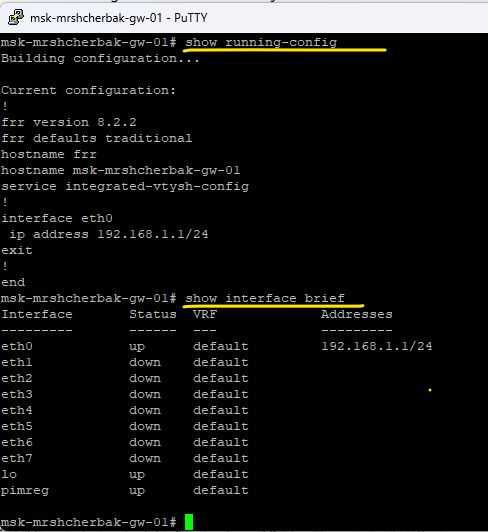 msk-mrshcherbak-gw-01 - PuTTY
msk-mrshcherbak-gw-01# show running-config
Building configuration...
Current configuration:
!
frr version 8.2.2
frr defaults traditional
hostname frr
hostname msk-mrshcherbak-gw-01
service integrated-vtysh-config
!
interface eth0
 ip address 192.168.1.1/24
exit
!
end
msk-mrshcherbak-gw-01# show interface brief
Interface       Status  VRF             Addresses
---------       ------  ---             ---------
eth0            up      default         192.168.1.1/24
eth1            down    default
eth2            down    default
eth3            down    default
eth4            down    default
eth5            down    default
eth6            down    default
eth7            down    default
lo              up      default
pimreg          up      default
msk-mrshcherbak-gw-01#